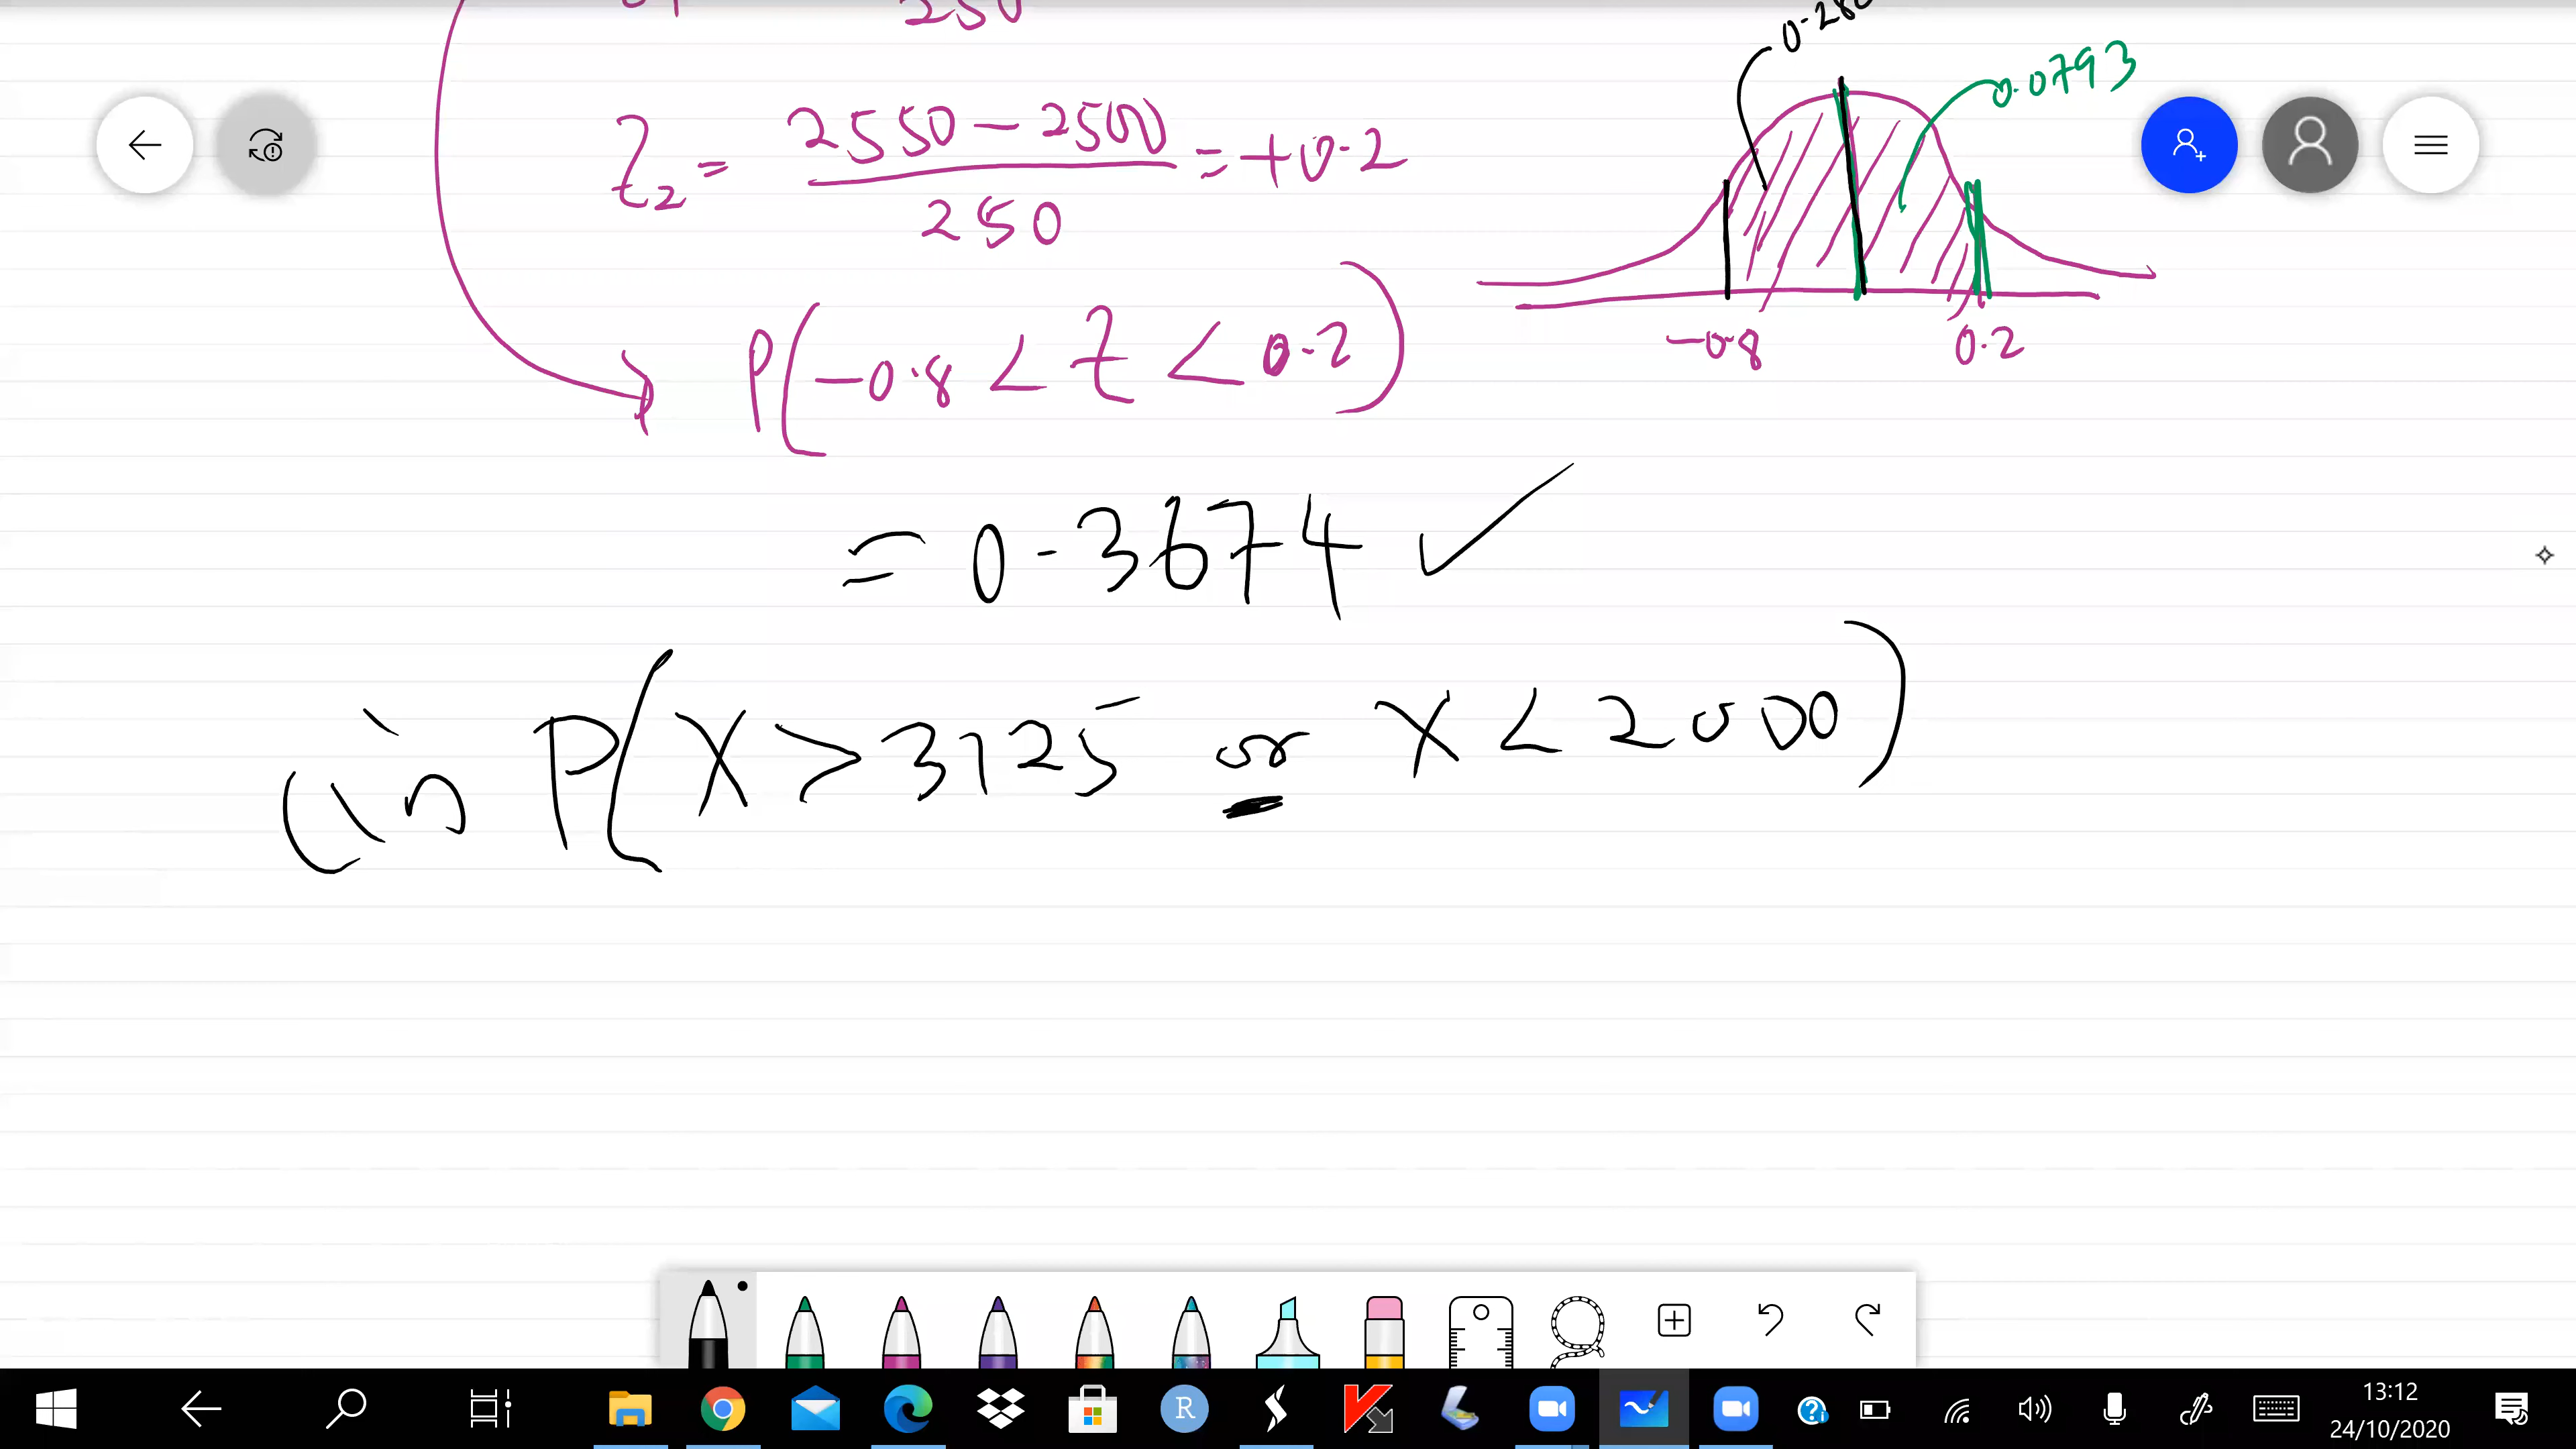 250
Z₂ = 2550 - 2500 / 250 = +0.2
0.0793
-0.8
0.2
P(-0.8 < Z < 0.2)
= 0.3674 ✓
P(X > 3125 or X < 2000)
R
13:12
24/10/2020